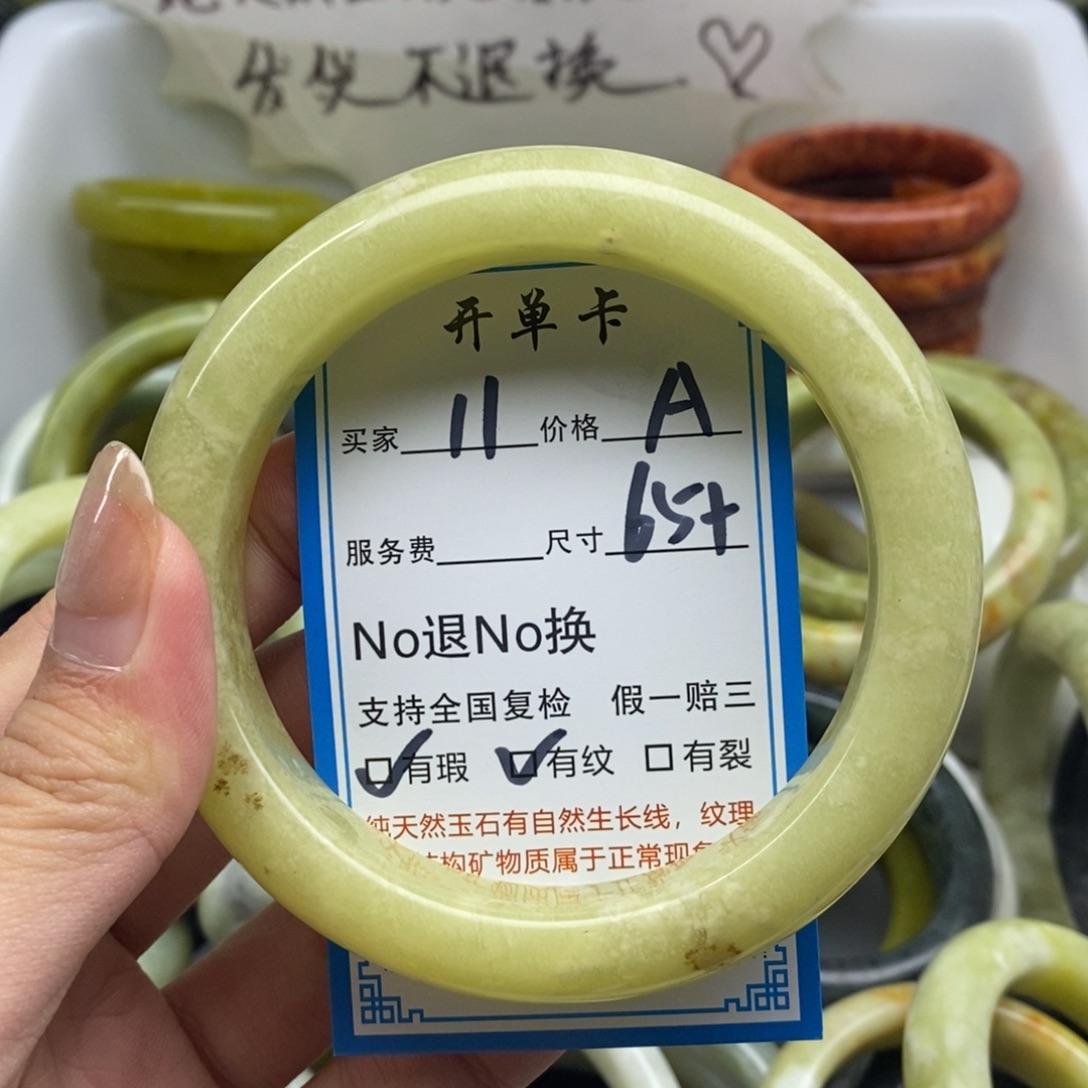 发货不退换 ♡
开单卡
买家 11 价格 A
服务费 尺寸 65+
No退No换
支持全国复检 假一赔三
☑有瑕 ☑有纹 □有裂
纯天然玉石有自然生长线，纹理
结构矿物质属于正常现象